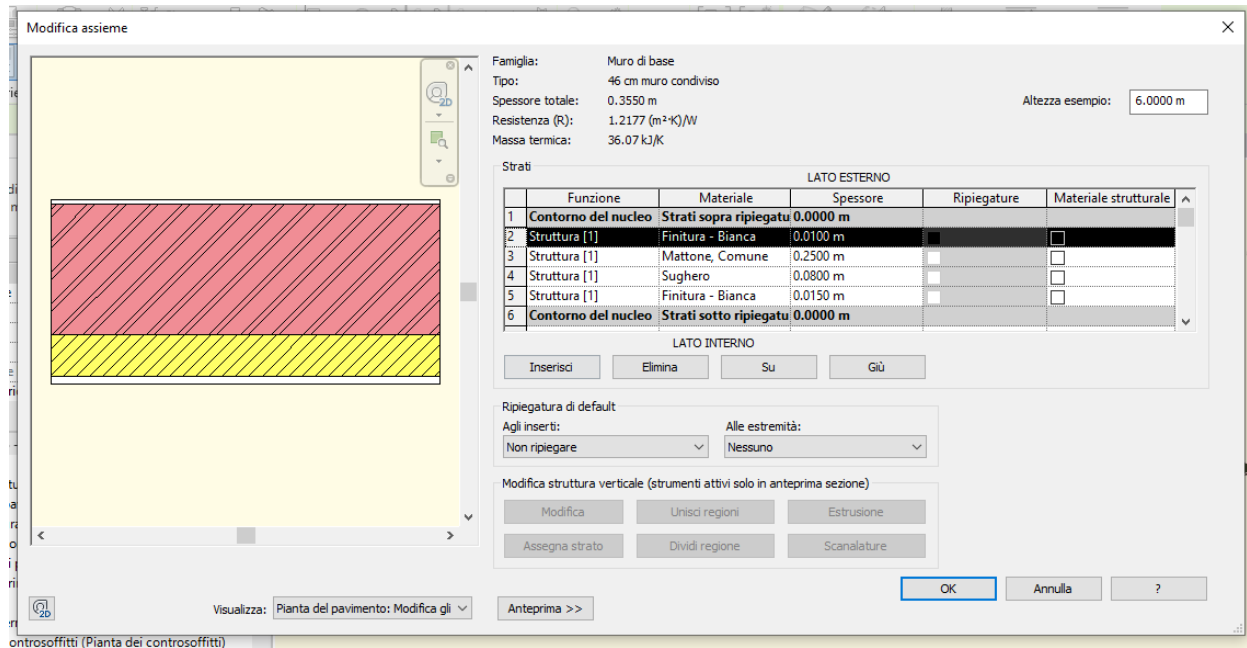 Modifica assieme
2D
Famiglia: Muro di base
Tipo: 46 cm muro condiviso
Spessore totale: 0.3550 m Altezza esempio: 6.0000 m
Resistenza (R): 1.2177 (m²·K)/W
Massa termica: 36.07 kJ/K
Strati
LATO ESTERNO
Funzione Materiale Spessore Ripiegature Materiale strutturale
1 Contorno del nucleo Strati sopra ripiegatu 0.0000 m
2 Struttura [1] Finitura - Bianca 0.0100 m
3 Struttura [1] Mattone, Comune 0.2500 m
4 Struttura [1] Sughero 0.0800 m
5 Struttura [1] Finitura - Bianca 0.0150 m
6 Contorno del nucleo Strati sotto ripiegatu 0.0000 m
LATO INTERNO
Inserisci Elimina Su Giù
Ripiegatura di default
Agli inserti: Alle estremità:
Non ripiegare Nessuno
Modifica struttura verticale (strumenti attivi solo in anteprima sezione)
Modifica Unisci regioni Estrusione
Assegna strato Dividi regione Scanalature
OK Annulla ?
2D Visualizza: Pianta del pavimento: Modifica gli Anteprima >>
ontrosoffitti (Pianta dei controsoffitti)